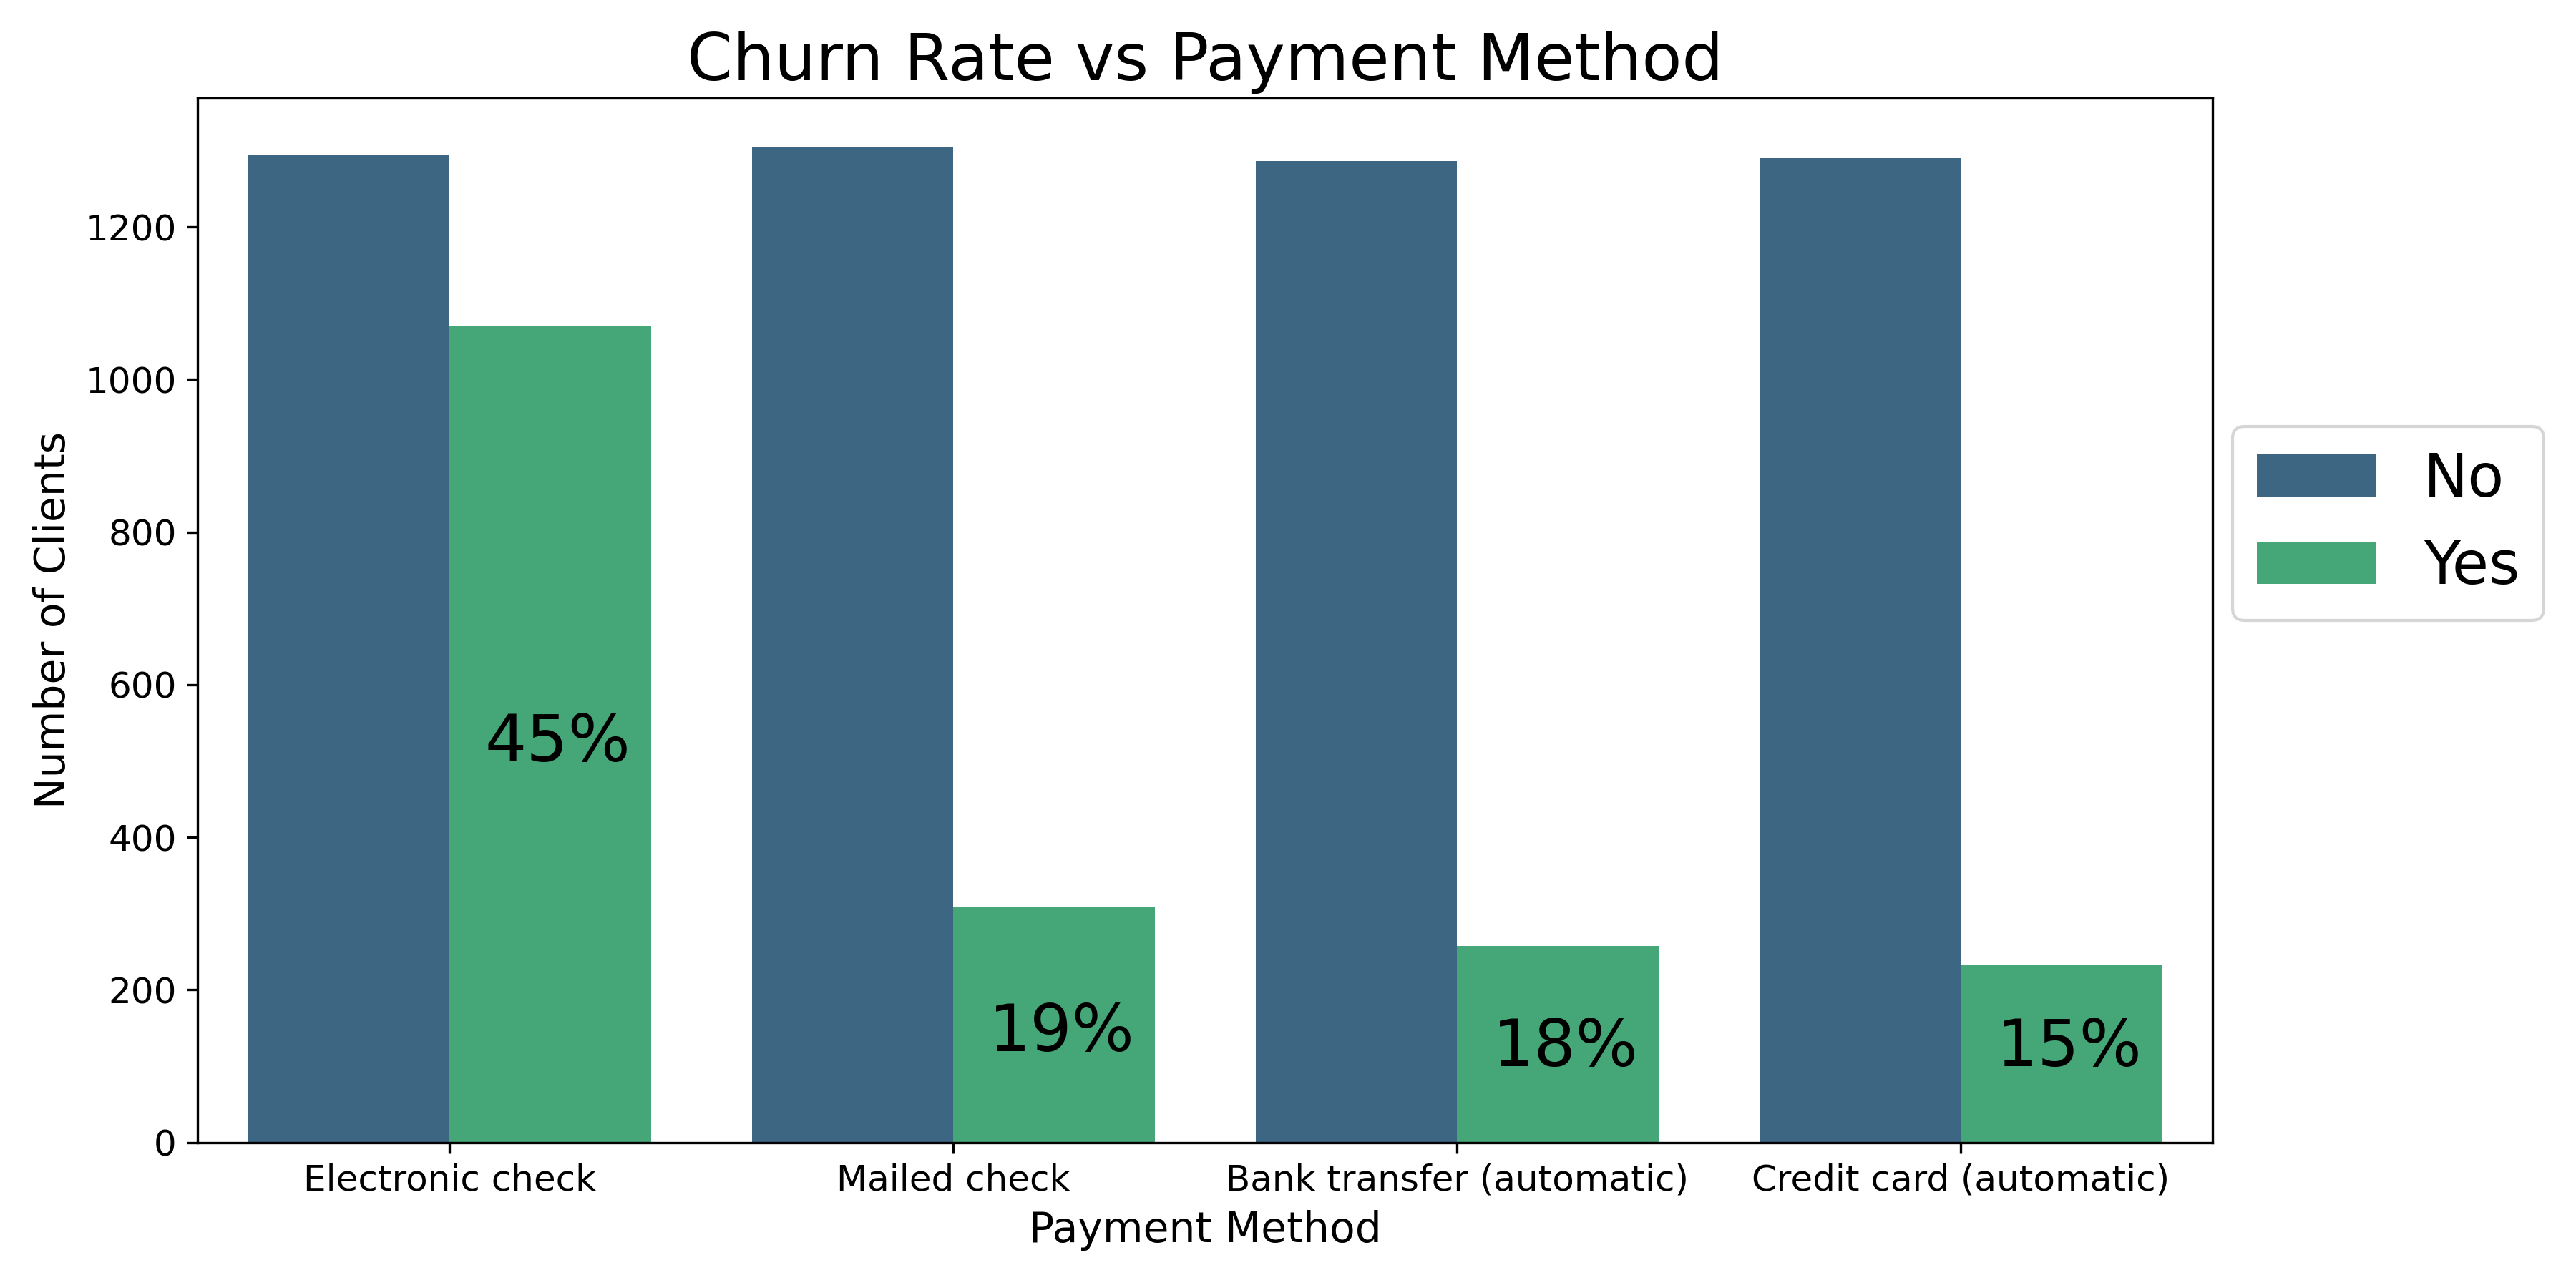 Churn Rate vs Payment Method
Number of Clients
1200
1000
800
600
400
200
0
45%
19%
18%
15%
Electronic check
Mailed check
Bank transfer (automatic)
Credit card (automatic)
Payment Method
No
Yes